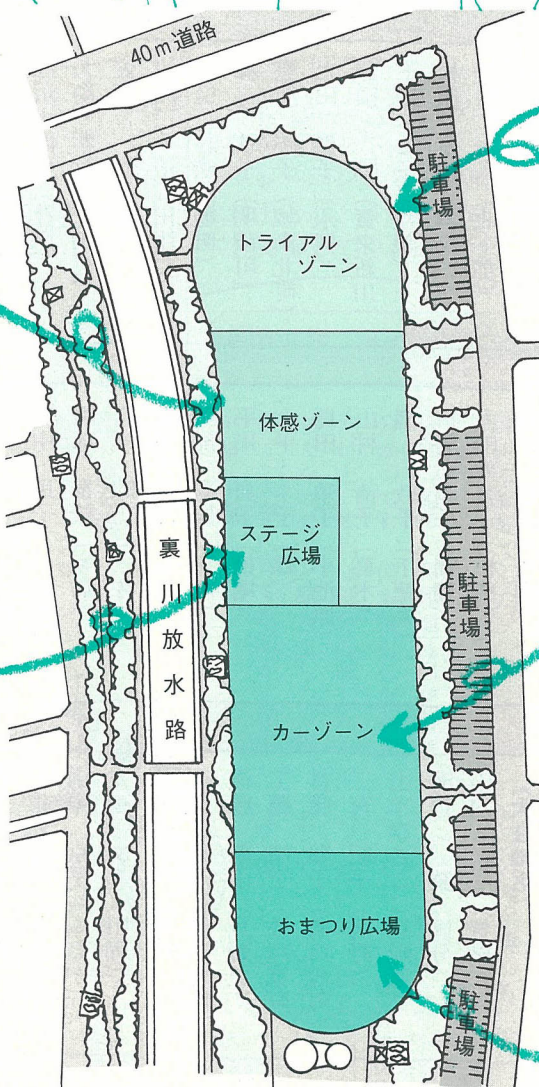 40m道路
駐車場
トライアル
ゾーン
体感ゾーン
ステージ
広場
裏川放水路
駐車場
カーゾーン
おまつり広場
駐車場